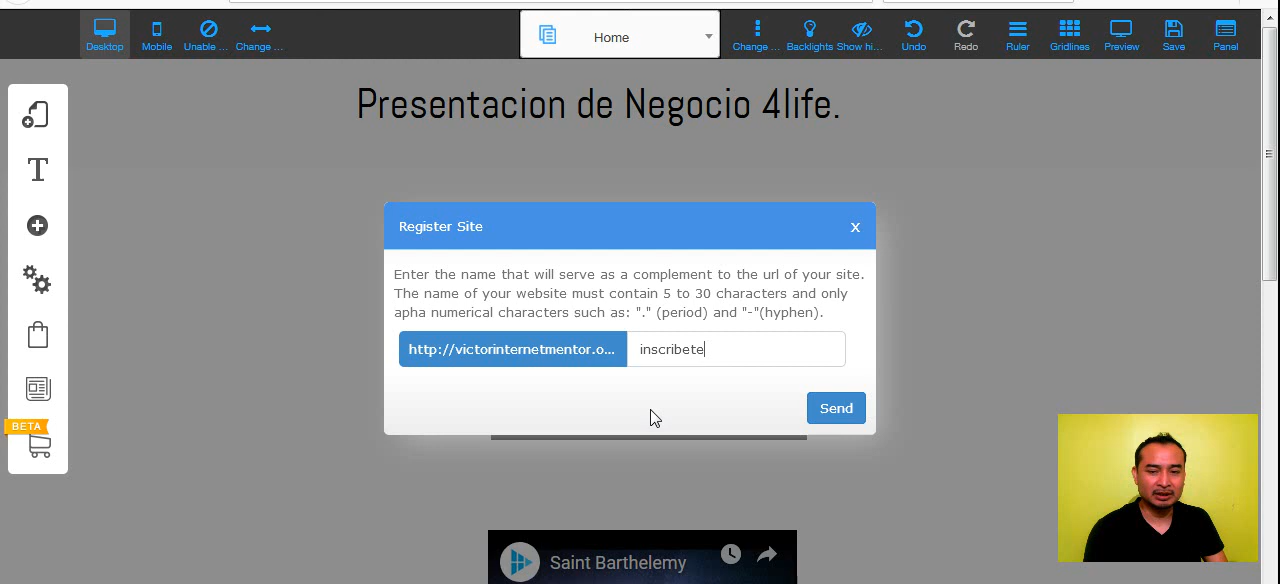 Desktop
Mobile
Unable ...
Change ...
Home
Change ...
Backlights
Show hi...
Undo
Redo
Ruler
Gridlines
Preview
Save
Panel
Presentacion de Negocio 4life.
Register Site
x
Enter the name that will serve as a complement to the url of your site.
The name of your website must contain 5 to 30 characters and only
apha numerical characters such as: "." (period) and "-"(hyphen).
http://victorinternetmentor.o... inscribete
Send
T
BETA
Saint Barthelemy